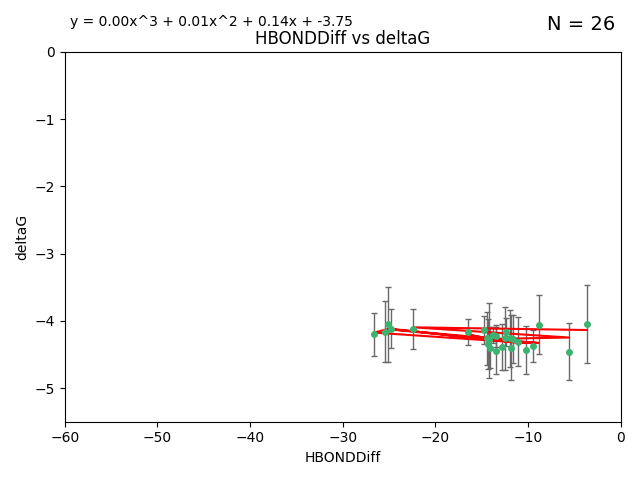 y = 0.00x^3 + 0.01x^2 + 0.14x + -3.75
N = 26
HBONDDiff vs deltaG
0
−1
−2
−3
−4
−5
deltaG
−60 −50 −40 −30 −20 −10 0
HBONDDiff